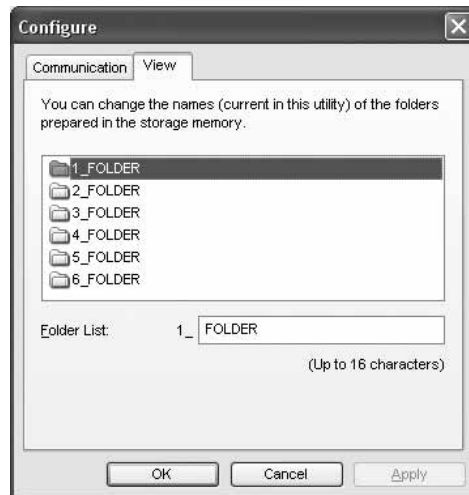 Configure
Communication View
You can change the names (current in this utility) of the folders
prepared in the storage memory.
1_FOLDER
2_FOLDER
3_FOLDER
4_FOLDER
5_FOLDER
6_FOLDER
Folder List: 1_ FOLDER
(Up to 16 characters)
OK Cancel Apply